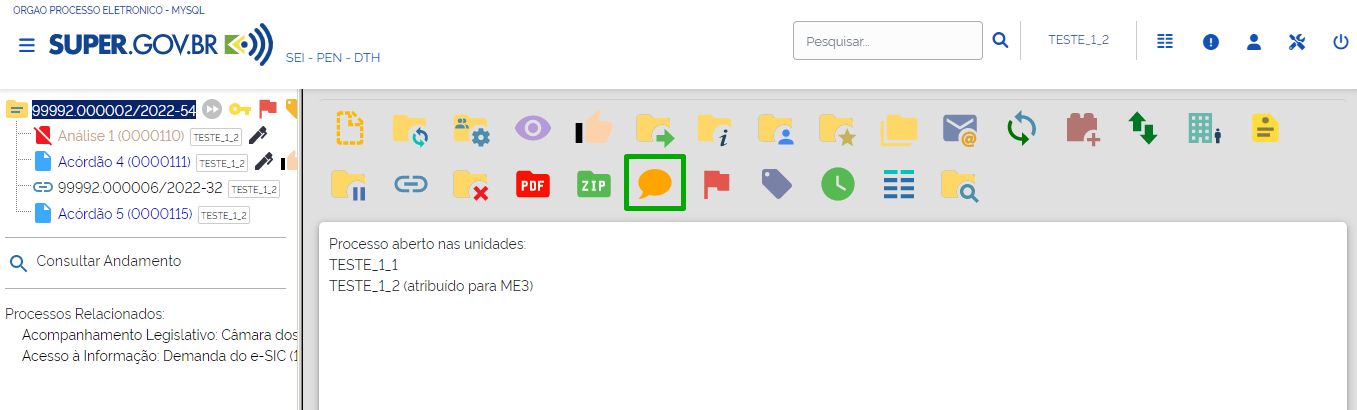 ORGAO PROCESSO ELETRONICO - MYSQL
SUPER.GOV.BR
SEI - PEN - DTH
Pesquisar...
TESTE_1_2
99992.000002/2022-54
Análise 1 (0000110) TESTE_1_2
Acórdão 4 (0000111) TESTE_1_2
99992.000006/2022-32 TESTE_1_2
Acórdão 5 (0000115) TESTE_1_2
Consultar Andamento
Processos Relacionados:
Acompanhamento Legislativo: Câmara dos
Acesso à Informação: Demanda do e-SIC (1
PDF
ZIP
Processo aberto nas unidades:
TESTE_1_1
TESTE_1_2 (atribuído para ME3)